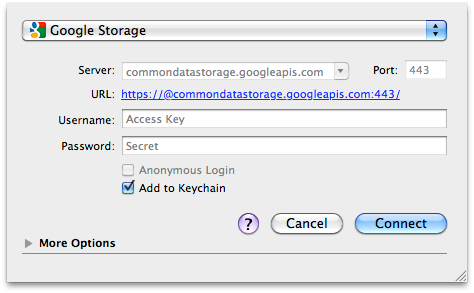 Google Storage
Server: commondatastorage.googleapis.com Port: 443
URL: https://@commondatastorage.googleapis.com:443/
Username: Access Key
Password: Secret
Anonymous Login
Add to Keychain
? Cancel Connect
More Options